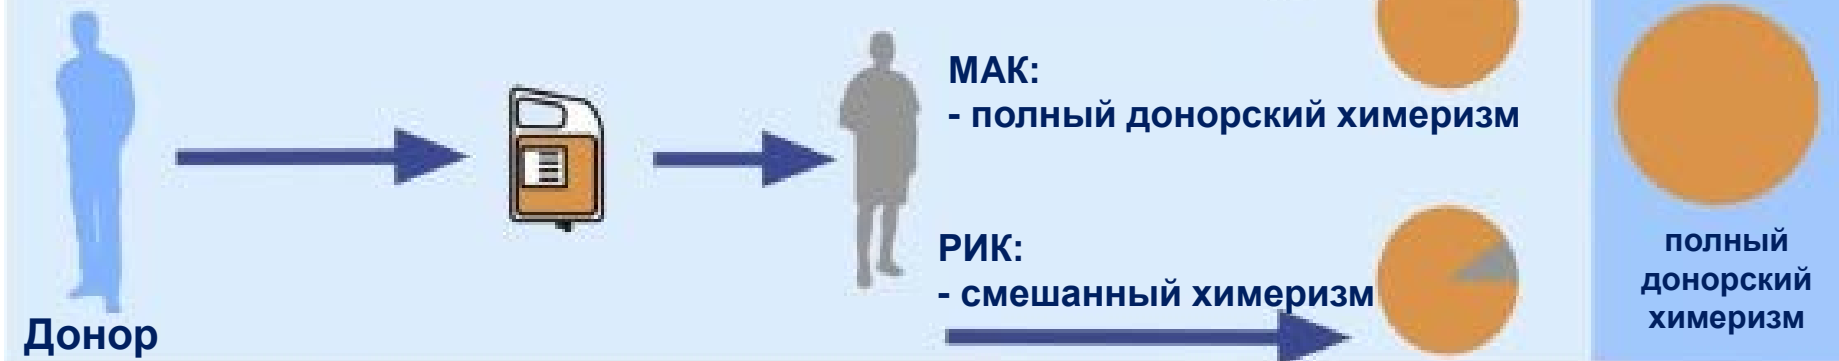 МАК:
- полный донорский химеризм
РИК:
- смешанный химеризм
Донор
полный
донорский
химеризм